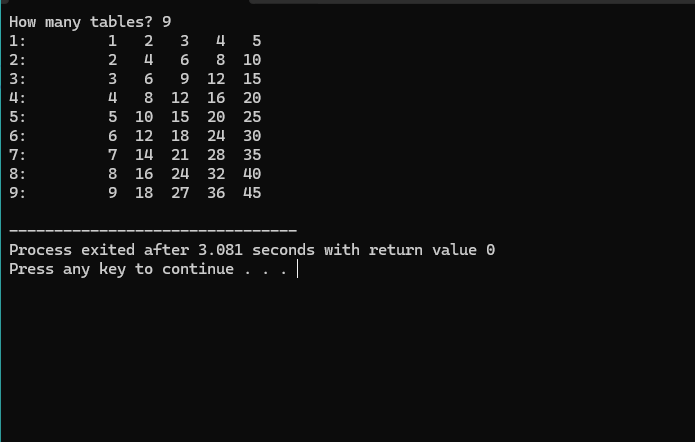 How many tables? 9
1:         1   2   3   4   5
2:         2   4   6   8  10
3:         3   6   9  12  15
4:         4   8  12  16  20
5:         5  10  15  20  25
6:         6  12  18  24  30
7:         7  14  21  28  35
8:         8  16  24  32  40
9:         9  18  27  36  45
--------------------------------
Process exited after 3.081 seconds with return value 0
Press any key to continue . . .